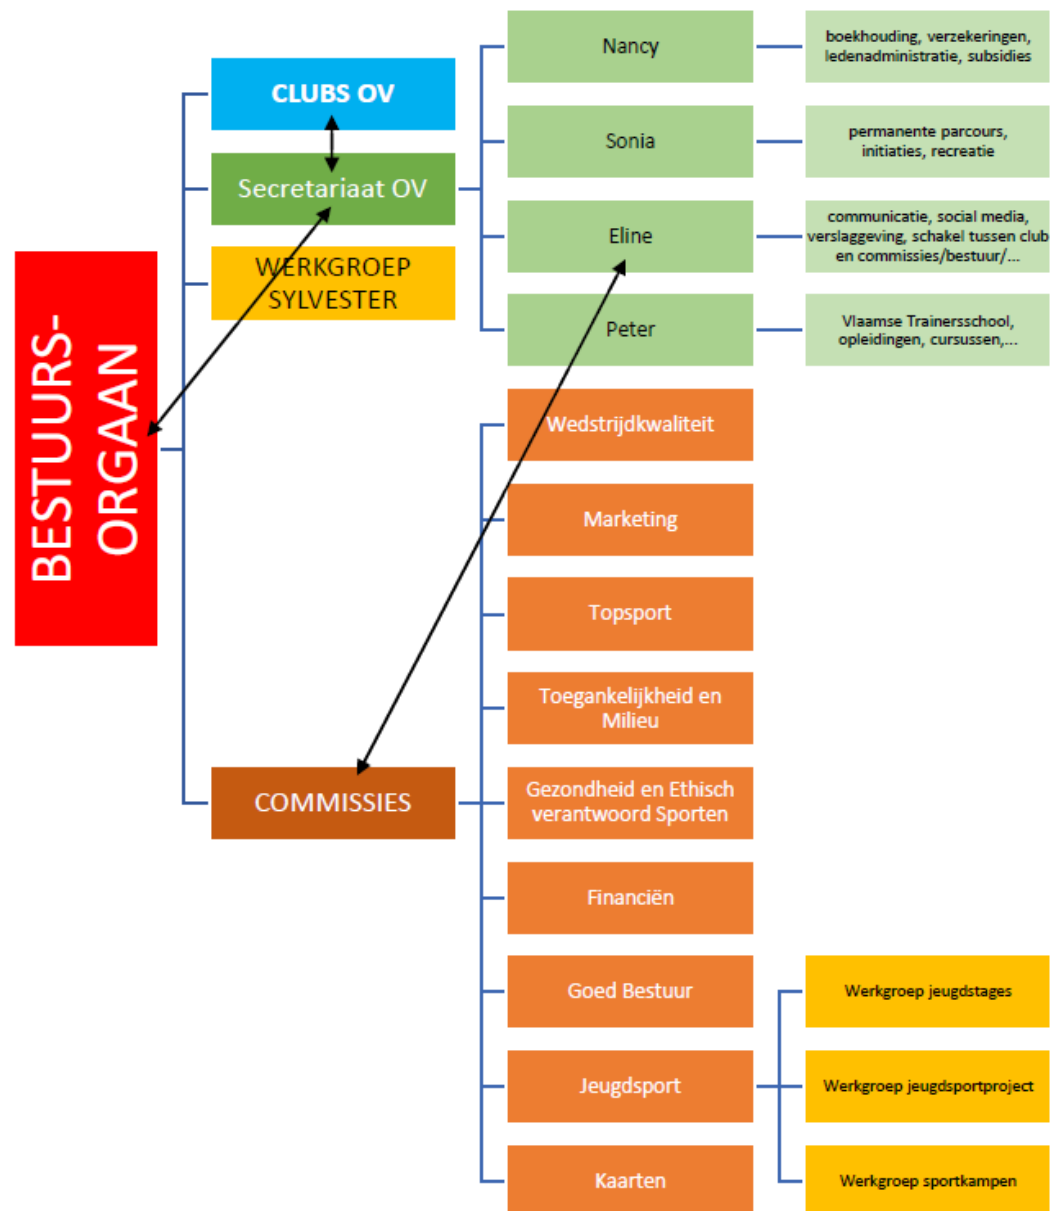 BESTUURS-
ORGAAN
CLUBS OV
Secretariaat OV
WERKGROEP
SYLVESTER
COMMISSIES
Nancy
boekhouding, verzekeringen,
ledenadministratie, subsidies
Sonia
permanente parcours,
initiaties, recreatie
Eline
communicatie, social media,
verslaggeving, schakel tussen club
en commissies/bestuur/...
Peter
Vlaamse Trainersschool,
opleidingen, cursussen,...
Wedstrijdkwaliteit
Marketing
Topsport
Toegankelijkheid en
Milieu
Gezondheid en Ethisch
verantwoord Sporten
Financiën
Goed Bestuur
Jeugdsport
Kaarten
Werkgroep jeugdstages
Werkgroep jeugdsportproject
Werkgroep sportkampen